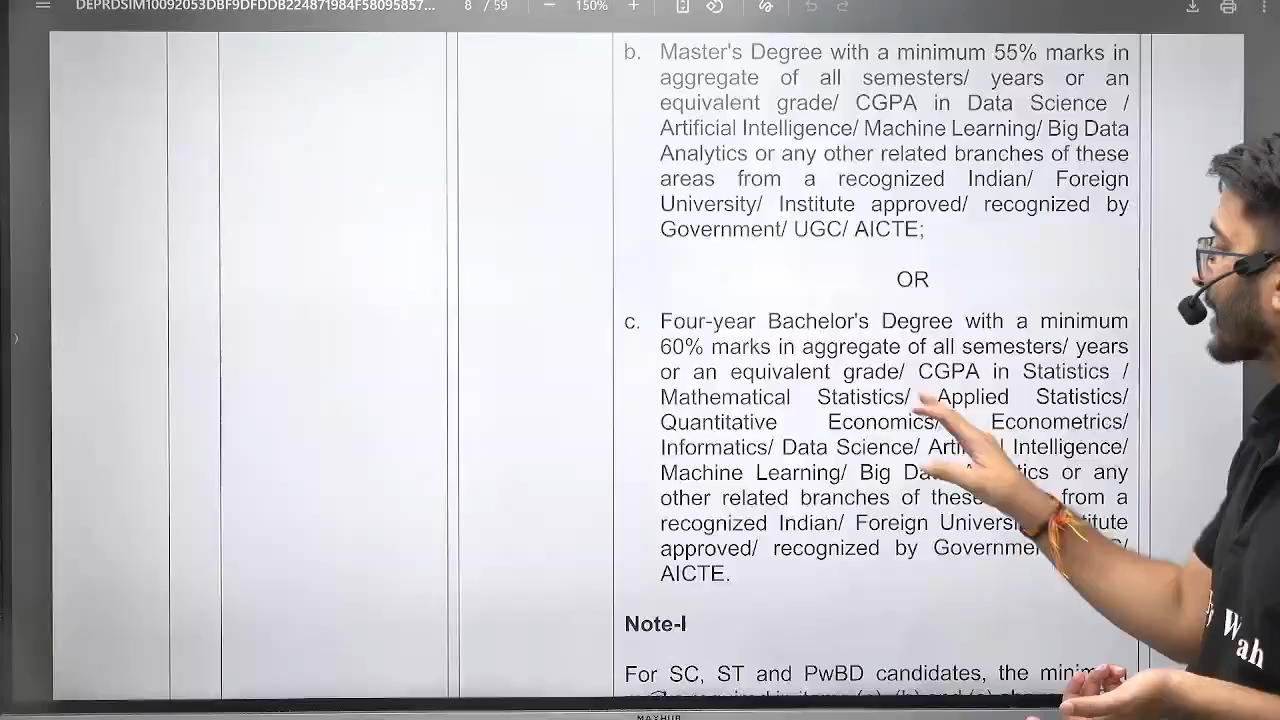 DEPRDSIM10092053DBF9DFDDB224871984F58095857... 8 / 59 150%
b. Master's Degree with a minimum 55% marks in
aggregate of all semesters/ years or an
equivalent grade/ CGPA in Data Science /
Artificial Intelligence/ Machine Learning/ Big Data
Analytics or any other related branches of these
areas from a recognized Indian/ Foreign
University/ Institute approved/ recognized by
Government/ UGC/ AICTE;
OR
c. Four-year Bachelor's Degree with a minimum
60% marks in aggregate of all semesters/ years
or an equivalent grade/ CGPA in Statistics /
Mathematical Statistics/ Applied Statistics/
Quantitative Economics/ Econometrics/
Informatics/ Data Science/ Intelligence/
Machine Learning/ Big or any
other related branches of from a
recognized Indian/ Foreign
approved/ recognized by
AICTE.
Note-I
For SC, ST and PwBD candidates, the
MAXHUB
Wah